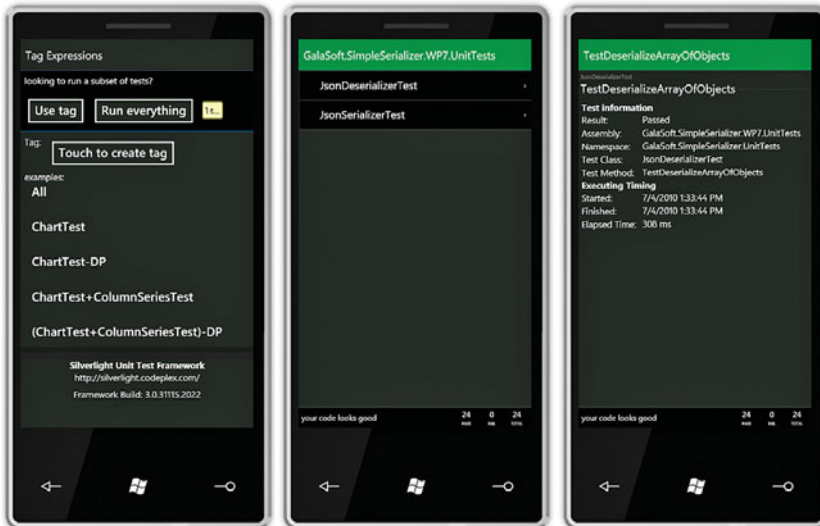 Tag Expressions
looking to run a subset of tests?
Use tag
Run everything
1s...
Tag:
Touch to create tag
examples:
All
ChartTest
ChartTest-DP
ChartTest+ColumnSeriesTest
(ChartTest+ColumnSeriesTest)-DP
Silverlight Unit Test Framework
http://silverlight.codeplex.com/
Framework Build: 3.0.31115.2022
GalaSoft.SimpleSerializer.WP7.UnitTests
JsonDeserializerTest
JsonSerializerTest
your code looks good
24 0 24
TOTAL
TestDeserializeArrayOfObjects
JsonDeserializerTest
TestDeserializeArrayOfObjects
Test information
Result: Passed
Assembly: GalaSoft.SimpleSerializer.WP7.UnitTests
Namespace: GalaSoft.SimpleSerializer.UnitTests
Test Class: JsonDeserializerTest
Test Method: TestDeserializeArrayOfObjects
Executing Timing
Started: 7/4/2010 1:33:44 PM
Finished: 7/4/2010 1:33:44 PM
Elapsed Time: 306 ms
your code looks good
24 0 24
TOTAL